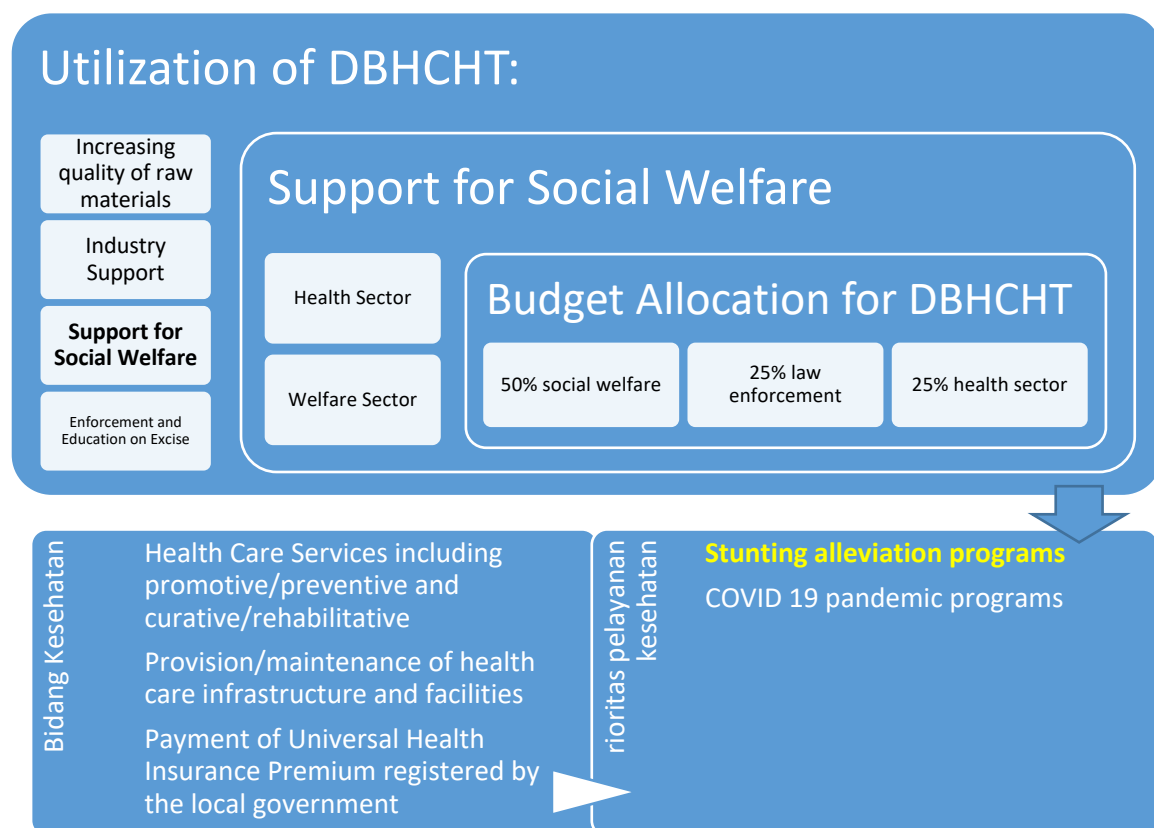 Utilization of DBHCHT:
Increasing
quality of raw
materials
Industry
Support
Support for
Social Welfare
Enforcement and
Education on Excise
Support for Social Welfare
Health Sector
Welfare Sector
Budget Allocation for DBHCHT
50% social welfare
25% law
enforcement
25% health sector
Bidang Kesehatan
Health Care Services including
promotive/preventive and
curative/rehabilitative
Provision/maintenance of health
care infrastructure and facilities
Payment of Universal Health
Insurance Premium registered by
the local government
rioritas pelayanan
kesehatan
Stunting alleviation programs
COVID 19 pandemic programs